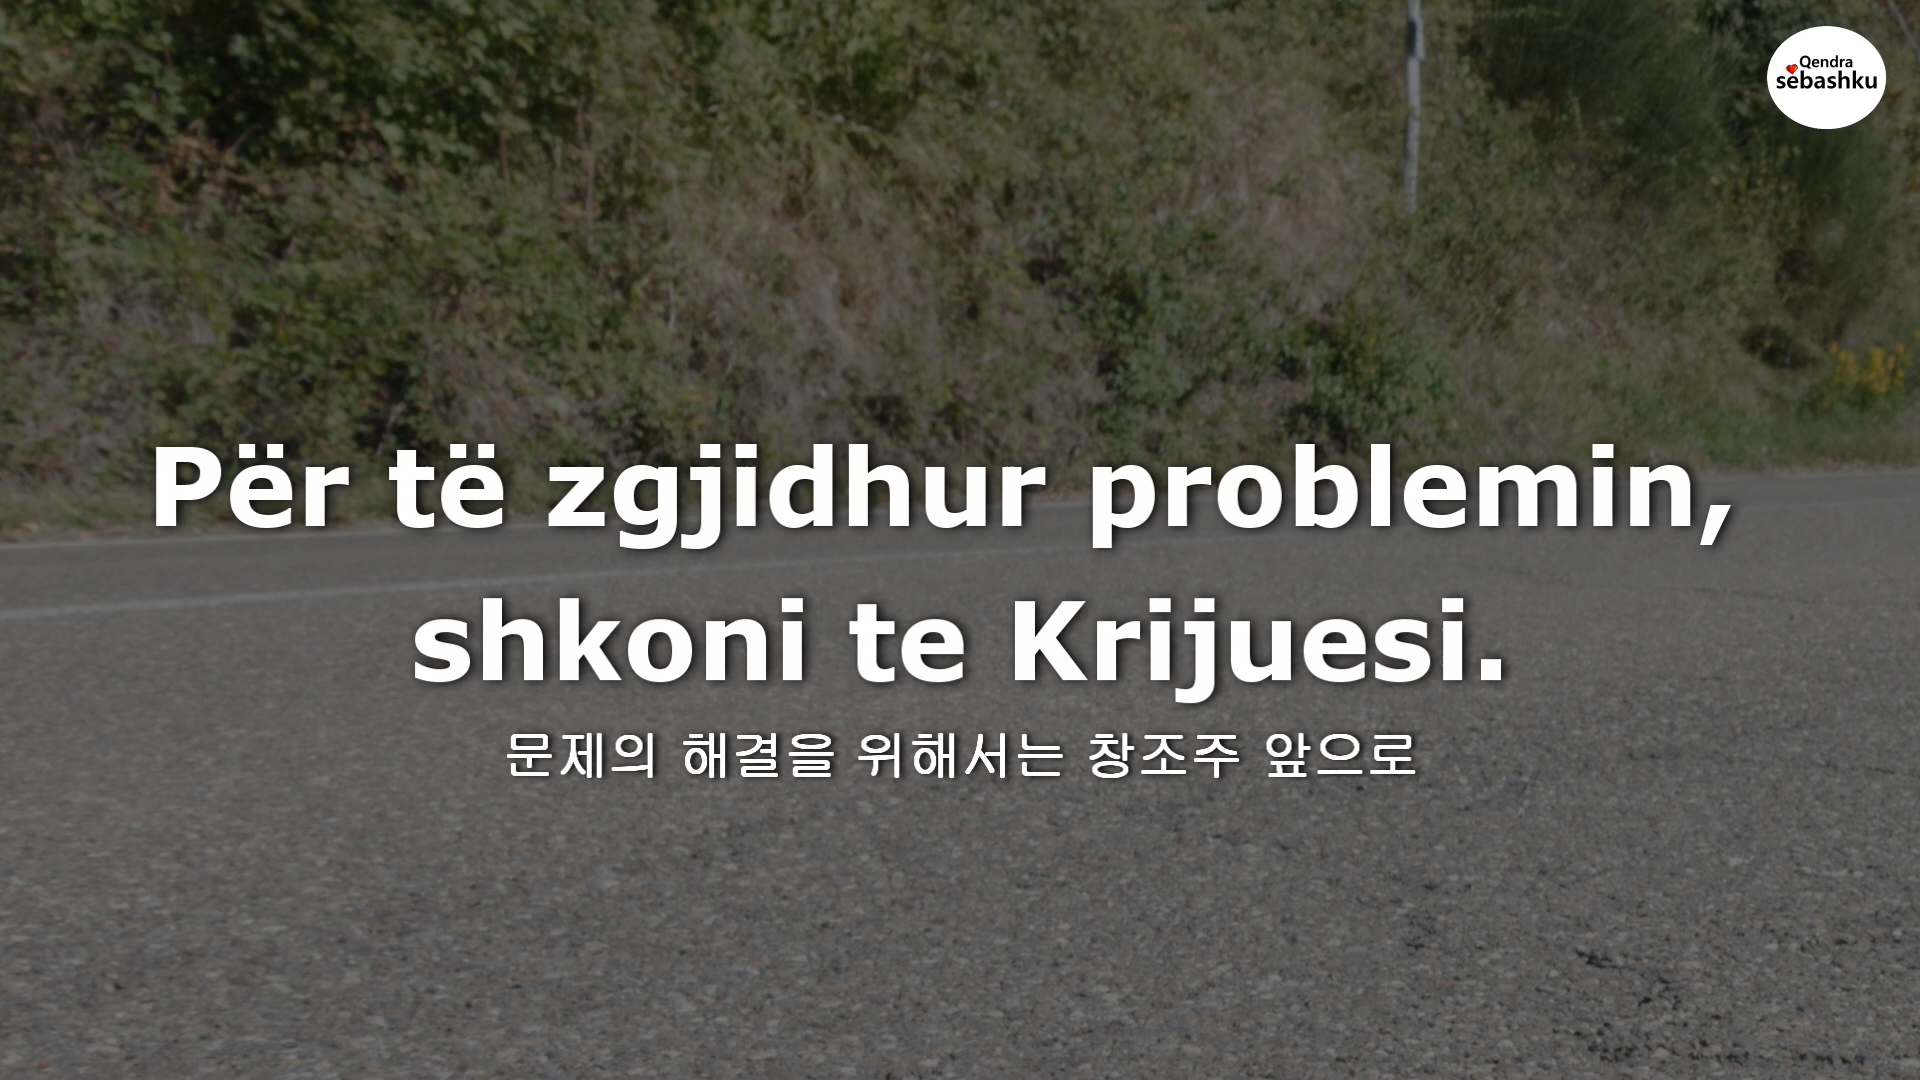 Qendra
sëbashku
Për të zgjidhur problemin,
shkoni te Krijuesi.
문제의 해결을 위해서는 창조주 앞으로